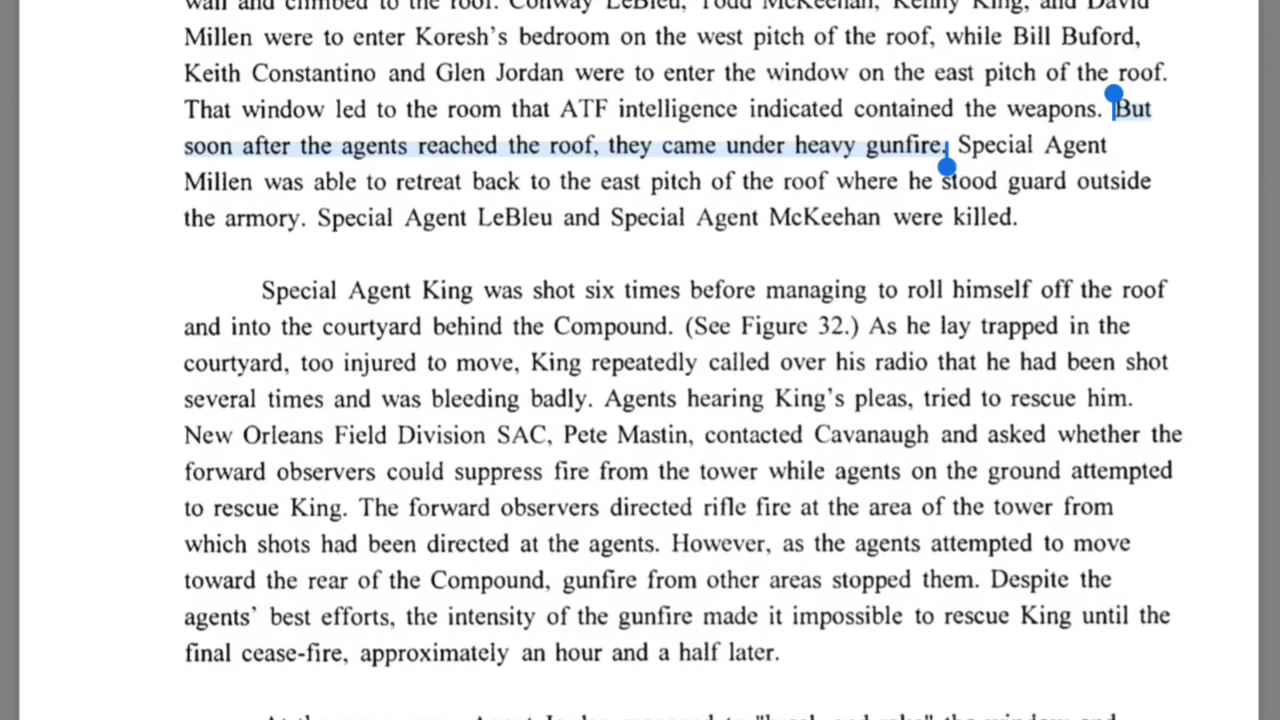 wall and climbed to the roof. Conway LeBleu, Todd McKeehan, Kenny King, and David
Millen were to enter Koresh’s bedroom on the west pitch of the roof, while Bill Buford,
Keith Constantino and Glen Jordan were to enter the window on the east pitch of the roof.
That window led to the room that ATF intelligence indicated contained the weapons. But
soon after the agents reached the roof, they came under heavy gunfire. Special Agent
Millen was able to retreat back to the east pitch of the roof where he stood guard outside
the armory. Special Agent LeBleu and Special Agent McKeehan were killed.
Special Agent King was shot six times before managing to roll himself off the roof
and into the courtyard behind the Compound. (See Figure 32.) As he lay trapped in the
courtyard, too injured to move, King repeatedly called over his radio that he had been shot
several times and was bleeding badly. Agents hearing King’s pleas, tried to rescue him.
New Orleans Field Division SAC, Pete Mastin, contacted Cavanaugh and asked whether the
forward observers could suppress fire from the tower while agents on the ground attempted
to rescue King. The forward observers directed rifle fire at the area of the tower from
which shots had been directed at the agents. However, as the agents attempted to move
toward the rear of the Compound, gunfire from other areas stopped them. Despite the
agents’ best efforts, the intensity of the gunfire made it impossible to rescue King until the
final cease-fire, approximately an hour and a half later.